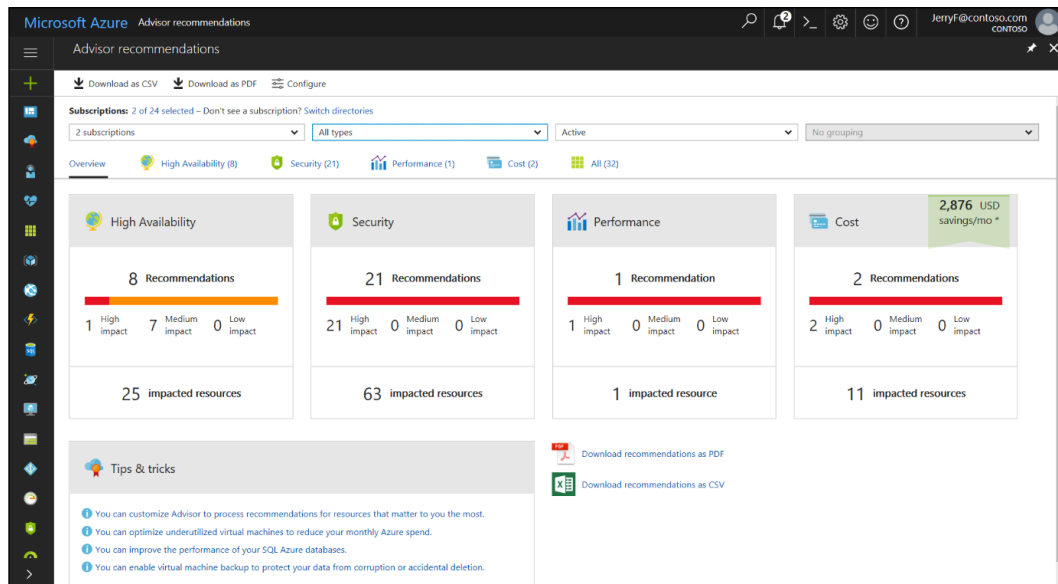 Microsoft Azure Advisor recommendations
2
JerryF@contoso.com
CONTOSO
Advisor recommendations
Download as CSV Download as PDF Configure
Subscriptions: 2 of 24 selected – Don't see a subscription? Switch directories
2 subscriptions All types Active No grouping
Overview High Availability (8) Security (21) Performance (1) Cost (2) All (32)
High Availability
8 Recommendations
1 High impact 7 Medium impact 0 Low impact
25 impacted resources
Security
21 Recommendations
21 High impact 0 Medium impact 0 Low impact
63 impacted resources
Performance
1 Recommendation
1 High impact 0 Medium impact 0 Low impact
1 impacted resource
Cost
2,876 USD
savings/mo *
2 Recommendations
2 High impact 0 Medium impact 0 Low impact
11 impacted resources
Tips & tricks
You can customize Advisor to process recommendations for resources that matter to you the most.
You can optimize underutilized virtual machines to reduce your monthly Azure spend.
You can improve the performance of your SQL Azure databases.
You can enable virtual machine backup to protect your data from corruption or accidental deletion.
PDF
Download recommendations as PDF
Download recommendations as CSV